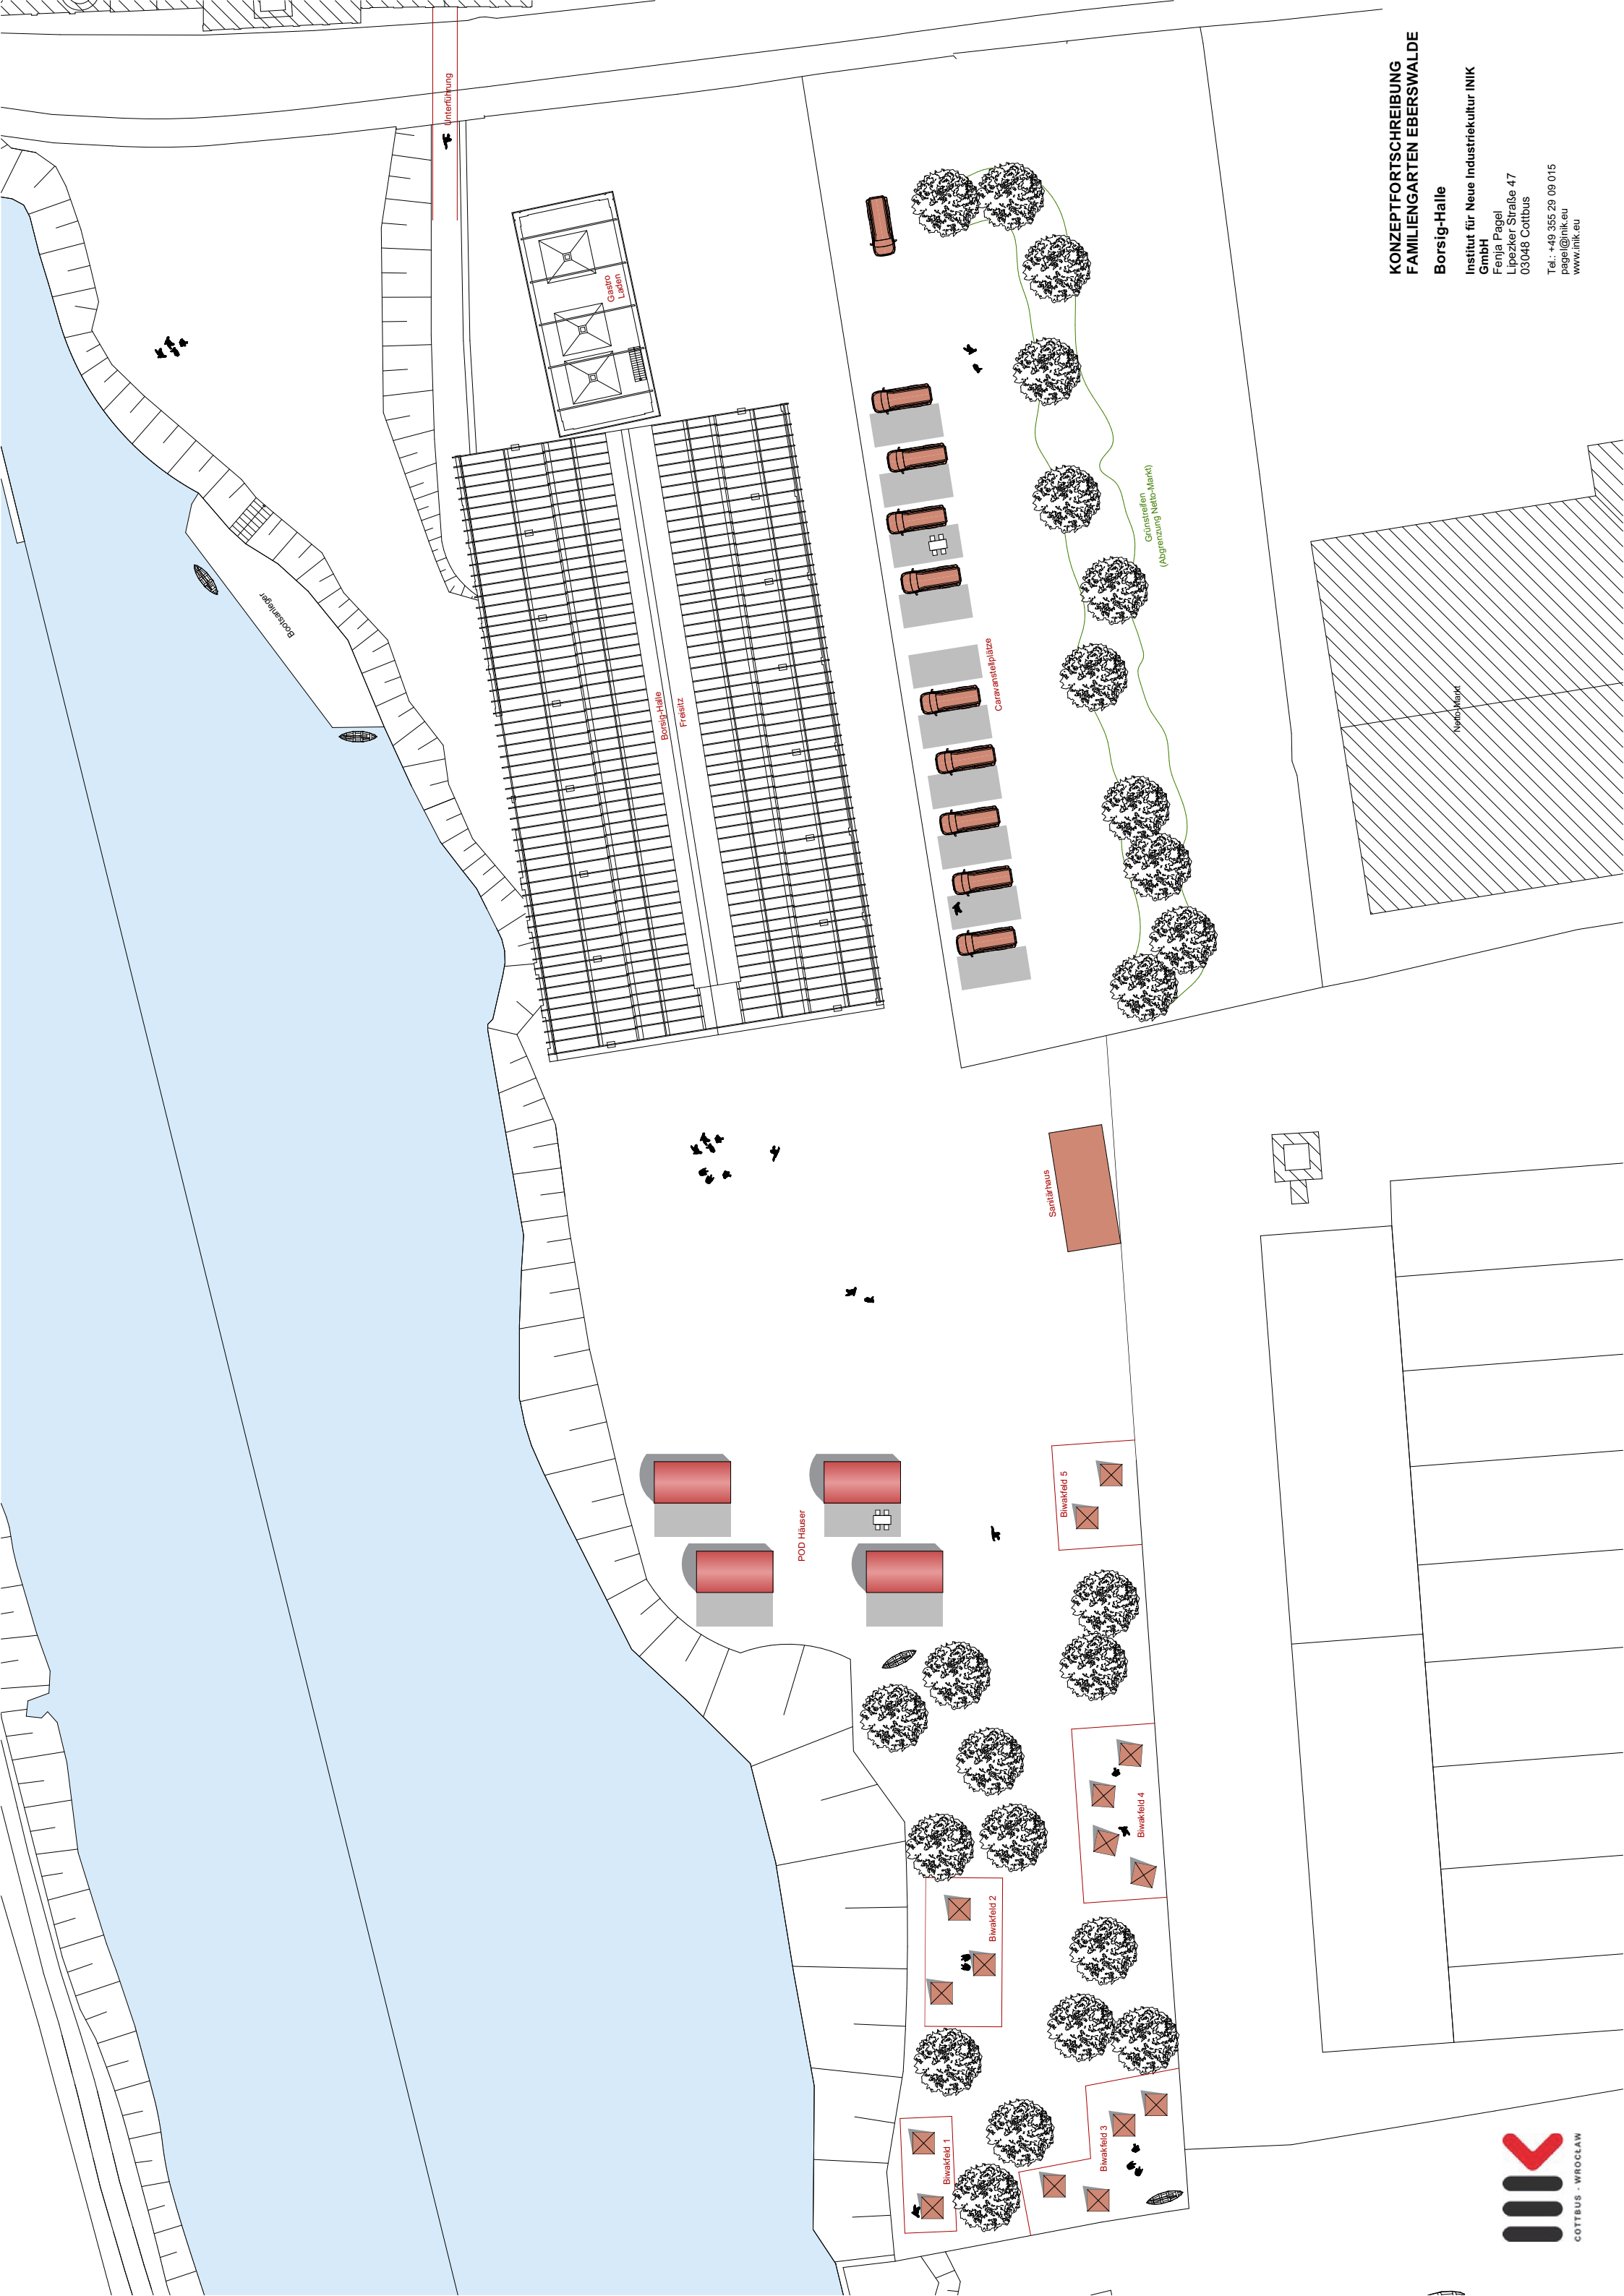 KONZEPTFORTSCHREIBUNG
FAMILIENGARTEN EBERSWALDE
Borsig-Halle
Institut für Neue Industriekultur INIK
GmbH
Fenja Pagel
Lipezker Straße 47
03048 Cottbus
Tel.: +49 355 29 09 015
pagel@inik.eu
www.inik.eu
Unterführung
Gastro
Laden
Bootsanleger
Borsig-Halle
Freisitz
Caravanstellplätze
Grünstreifen
(Abgrenzung Netto-Markt)
Netto-Markt
Sanitärhaus
POD Häuser
Biwakfeld 5
Biwakfeld 4
Biwakfeld 2
Biwakfeld 3
Biwakfeld 1
COTTBUS · WROCŁAW